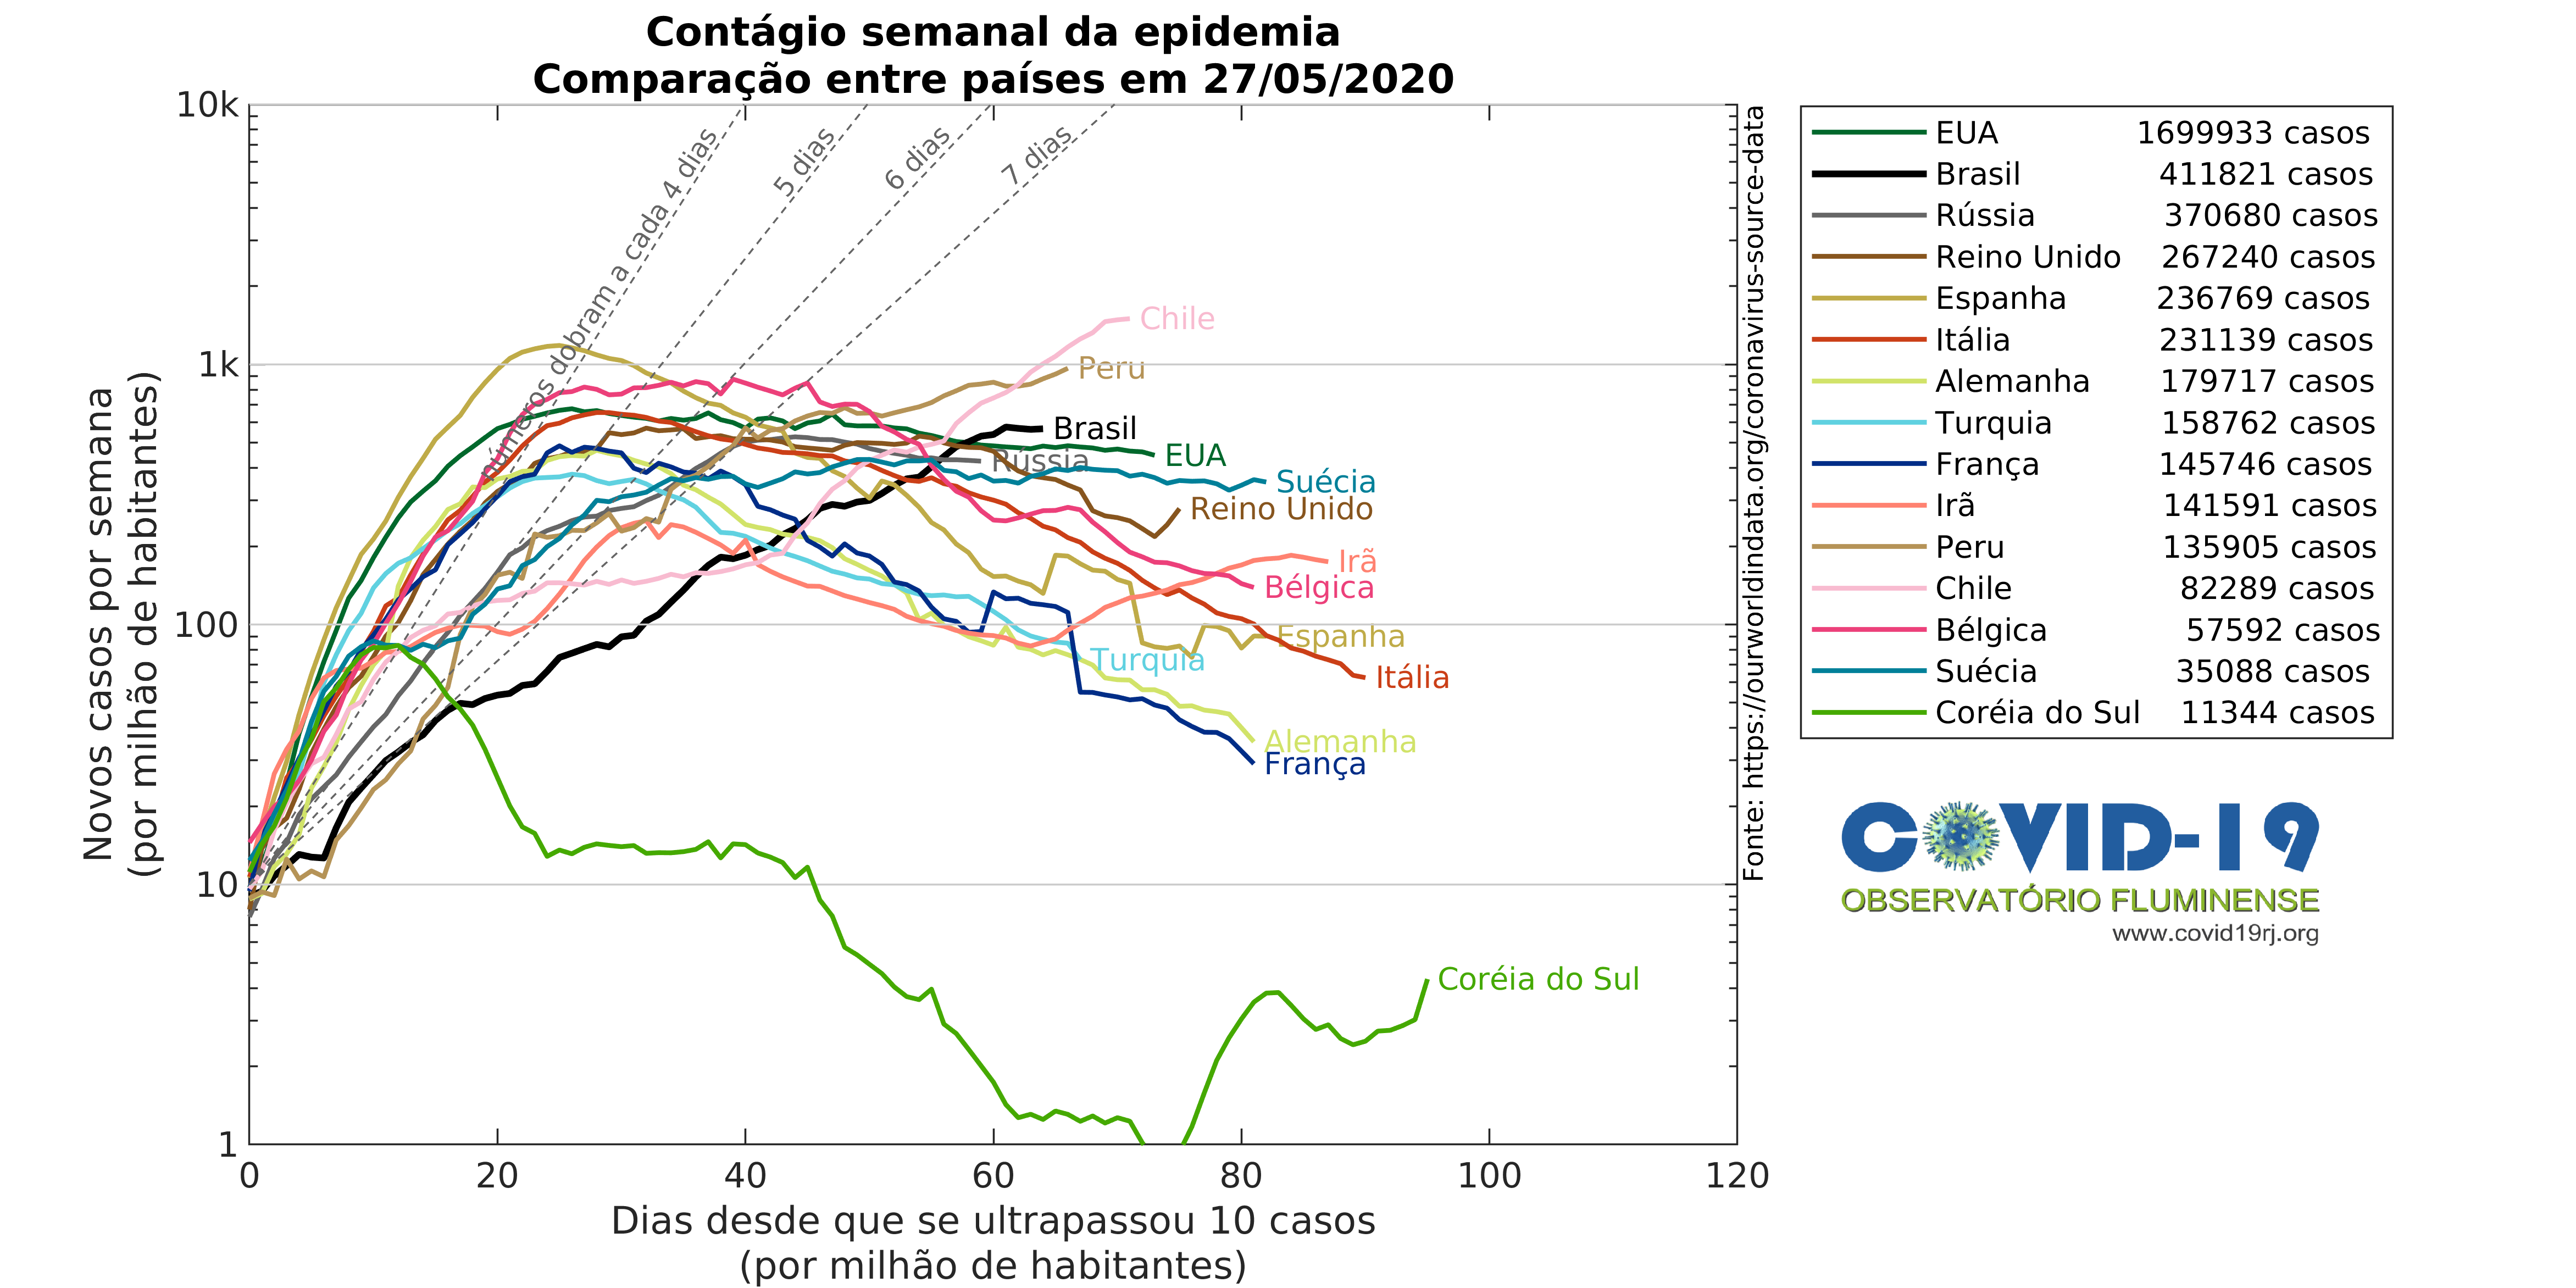 Contágio semanal da epidemia
Comparação entre países em 27/05/2020
Novos casos por semana
(por milhão de habitantes)
10k
1k
100
10
1
0 20 40 60 80 100 120
Dias desde que se ultrapassou 10 casos
(por milhão de habitantes)
números dobram a cada 4 dias
5 dias
6 dias
7 dias
Chile
Peru
Brasil
EUA
Rússia
Suécia
Reino Unido
Irã
Bélgica
Espanha
Turquia
Itália
Alemanha
França
Coréia do Sul
Fonte: https://ourworldindata.org/coronavirus-source-data
EUA 1699933 casos
Brasil 411821 casos
Rússia 370680 casos
Reino Unido 267240 casos
Espanha 236769 casos
Itália 231139 casos
Alemanha 179717 casos
Turquia 158762 casos
França 145746 casos
Irã 141591 casos
Peru 135905 casos
Chile 82289 casos
Bélgica 57592 casos
Suécia 35088 casos
Coréia do Sul 11344 casos
COVID-19
OBSERVATÓRIO FLUMINENSE
www.covid19rj.org